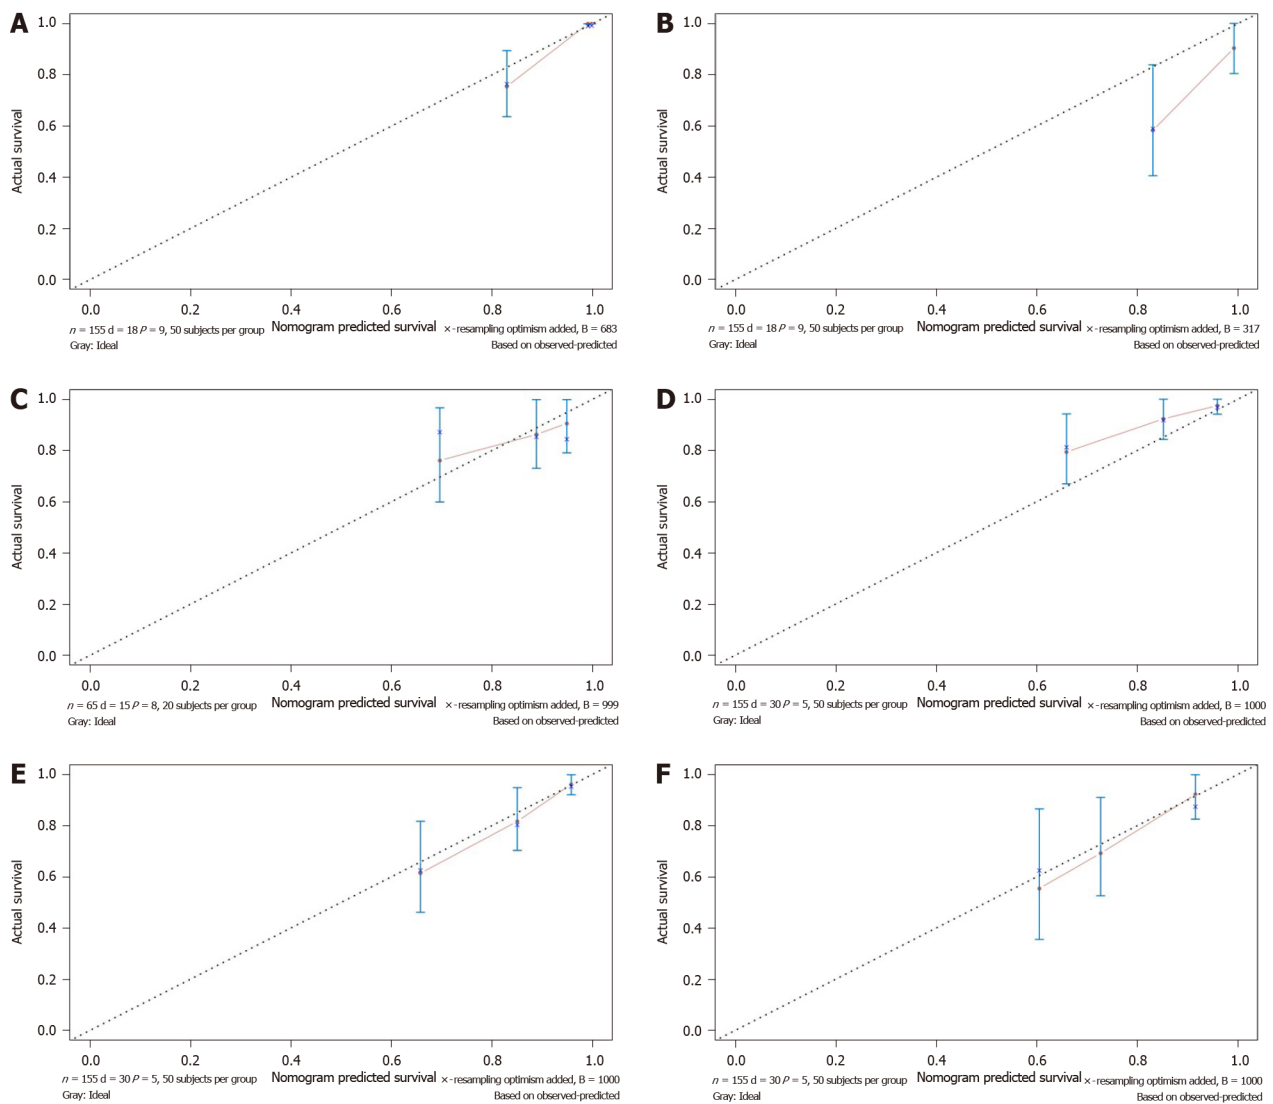 A
1.0
0.8
0.6
0.4
0.2
0.0
Actual survival
0.0 0.2 0.4 0.6 0.8 1.0
Nomogram predicted survival
n = 155 d = 18 P = 9, 50 subjects per group
Gray: Ideal
×-resampling optimism added, B = 683
Based on observed-predicted
B
1.0
0.8
0.6
0.4
0.2
0.0
Actual survival
0.0 0.2 0.4 0.6 0.8 1.0
Nomogram predicted survival
n = 155 d = 18 P = 9, 50 subjects per group
Gray: Ideal
×-resampling optimism added, B = 317
Based on observed-predicted
C
1.0
0.8
0.6
0.4
0.2
0.0
Actual survival
0.0 0.2 0.4 0.6 0.8 1.0
Nomogram predicted survival
n = 65 d = 15 P = 8, 20 subjects per group
Gray: Ideal
×-resampling optimism added, B = 999
Based on observed-predicted
D
1.0
0.8
0.6
0.4
0.2
0.0
Actual survival
0.0 0.2 0.4 0.6 0.8 1.0
Nomogram predicted survival
n = 155 d = 30 P = 5, 50 subjects per group
Gray: Ideal
×-resampling optimism added, B = 1000
Based on observed-predicted
E
1.0
0.8
0.6
0.4
0.2
0.0
Actual survival
0.0 0.2 0.4 0.6 0.8 1.0
Nomogram predicted survival
n = 155 d = 30 P = 5, 50 subjects per group
Gray: Ideal
×-resampling optimism added, B = 1000
Based on observed-predicted
F
1.0
0.8
0.6
0.4
0.2
0.0
Actual survival
0.0 0.2 0.4 0.6 0.8 1.0
Nomogram predicted survival
n = 155 d = 30 P = 5, 50 subjects per group
Gray: Ideal
×-resampling optimism added, B = 1000
Based on observed-predicted